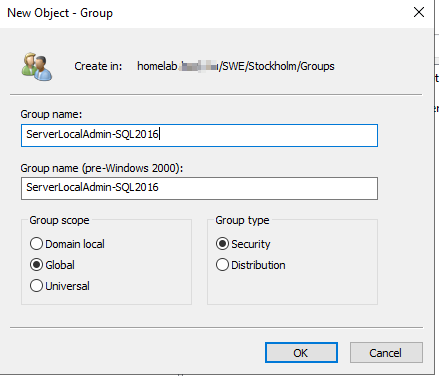 New Object - Group
Create in: homelab. /SWE/Stockholm/Groups
Group name:
ServerLocalAdmin-SQL2016
Group name (pre-Windows 2000):
ServerLocalAdmin-SQL2016
Group scope
Domain local
Global
Universal
Group type
Security
Distribution
OK
Cancel